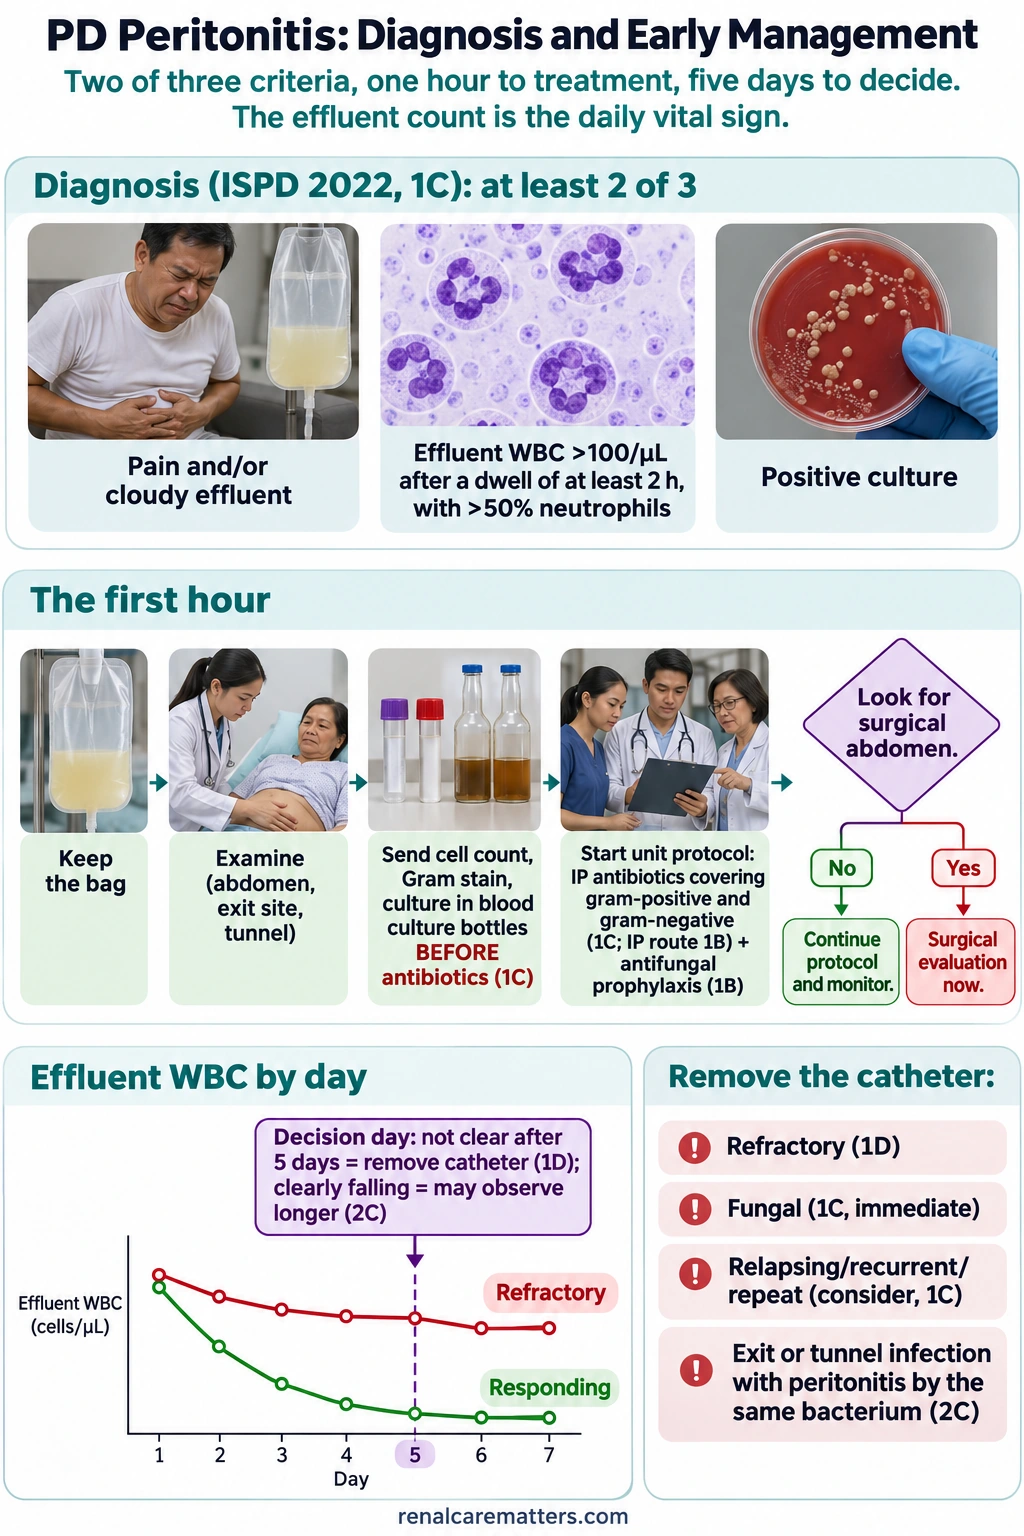 PD Peritonitis: Diagnosis and Early Management
Two of three criteria, one hour to treatment, five days to decide.
The effluent count is the daily vital sign.
Diagnosis (ISPD 2022, 1C): at least 2 of 3
Pain and/or
cloudy effluent
Effluent WBC >100/µL
after a dwell of at least 2 h,
with >50% neutrophils
Positive culture
The first hour
Keep
the bag
Examine
(abdomen,
exit site,
tunnel)
Send cell count,
Gram stain,
culture in blood
culture bottles
BEFORE
antibiotics (1C)
Start unit protocol:
IP antibiotics covering
gram-positive and
gram-negative
(1C; IP route 1B) +
antifungal
prophylaxis (1B)
Look for
surgical
abdomen.
No
Yes
Continue
protocol
and monitor.
Surgical
evaluation
now.
Effluent WBC by day
Decision day: not clear after
5 days = remove catheter (1D);
clearly falling = may observe
longer (2C)
Effluent WBC
(cells/µL)
Refractory
Responding
1 2 3 4 5 6 7
Day
Remove the catheter:
! Refractory (1D)
! Fungal (1C, immediate)
! Relapsing/recurrent/
repeat (consider, 1C)
! Exit or tunnel infection
with peritonitis by the
same bacterium (2C)
renalcarematters.com